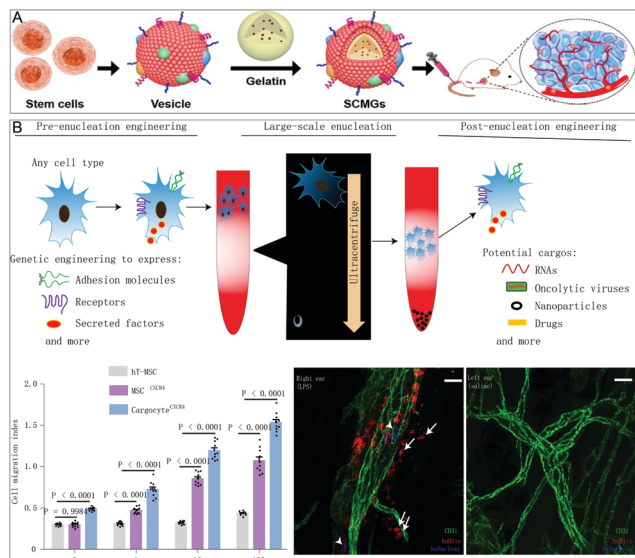 A
Gelatin
Stem cells
Vesicle
SCMGs
B
Pre-enucleation engineering
Large-scale enucleation
Post-enucleation engineering
Any cell type
Ultracentrifuge
Genetic engineering to express:
Adhesion molecules
Receptors
Secreted factors
and more
Potential cargos:
RNAs
Oncolytic viruses
Nanoparticles
Drugs
and more
hT-MSC
MSC CXCR4
Cargocyte CXCR4
Cell migration index
2.0
1.5
1.0
0.5
P < 0.0001
P < 0.0001
P < 0.0001
P < 0.0001
P < 0.0001
P < 0.0001
P < 0.0001
P = 0.9984
Right ear
(LPS)
CD31
huNucleus
Left ear
(saline)
CD31
huNucleus